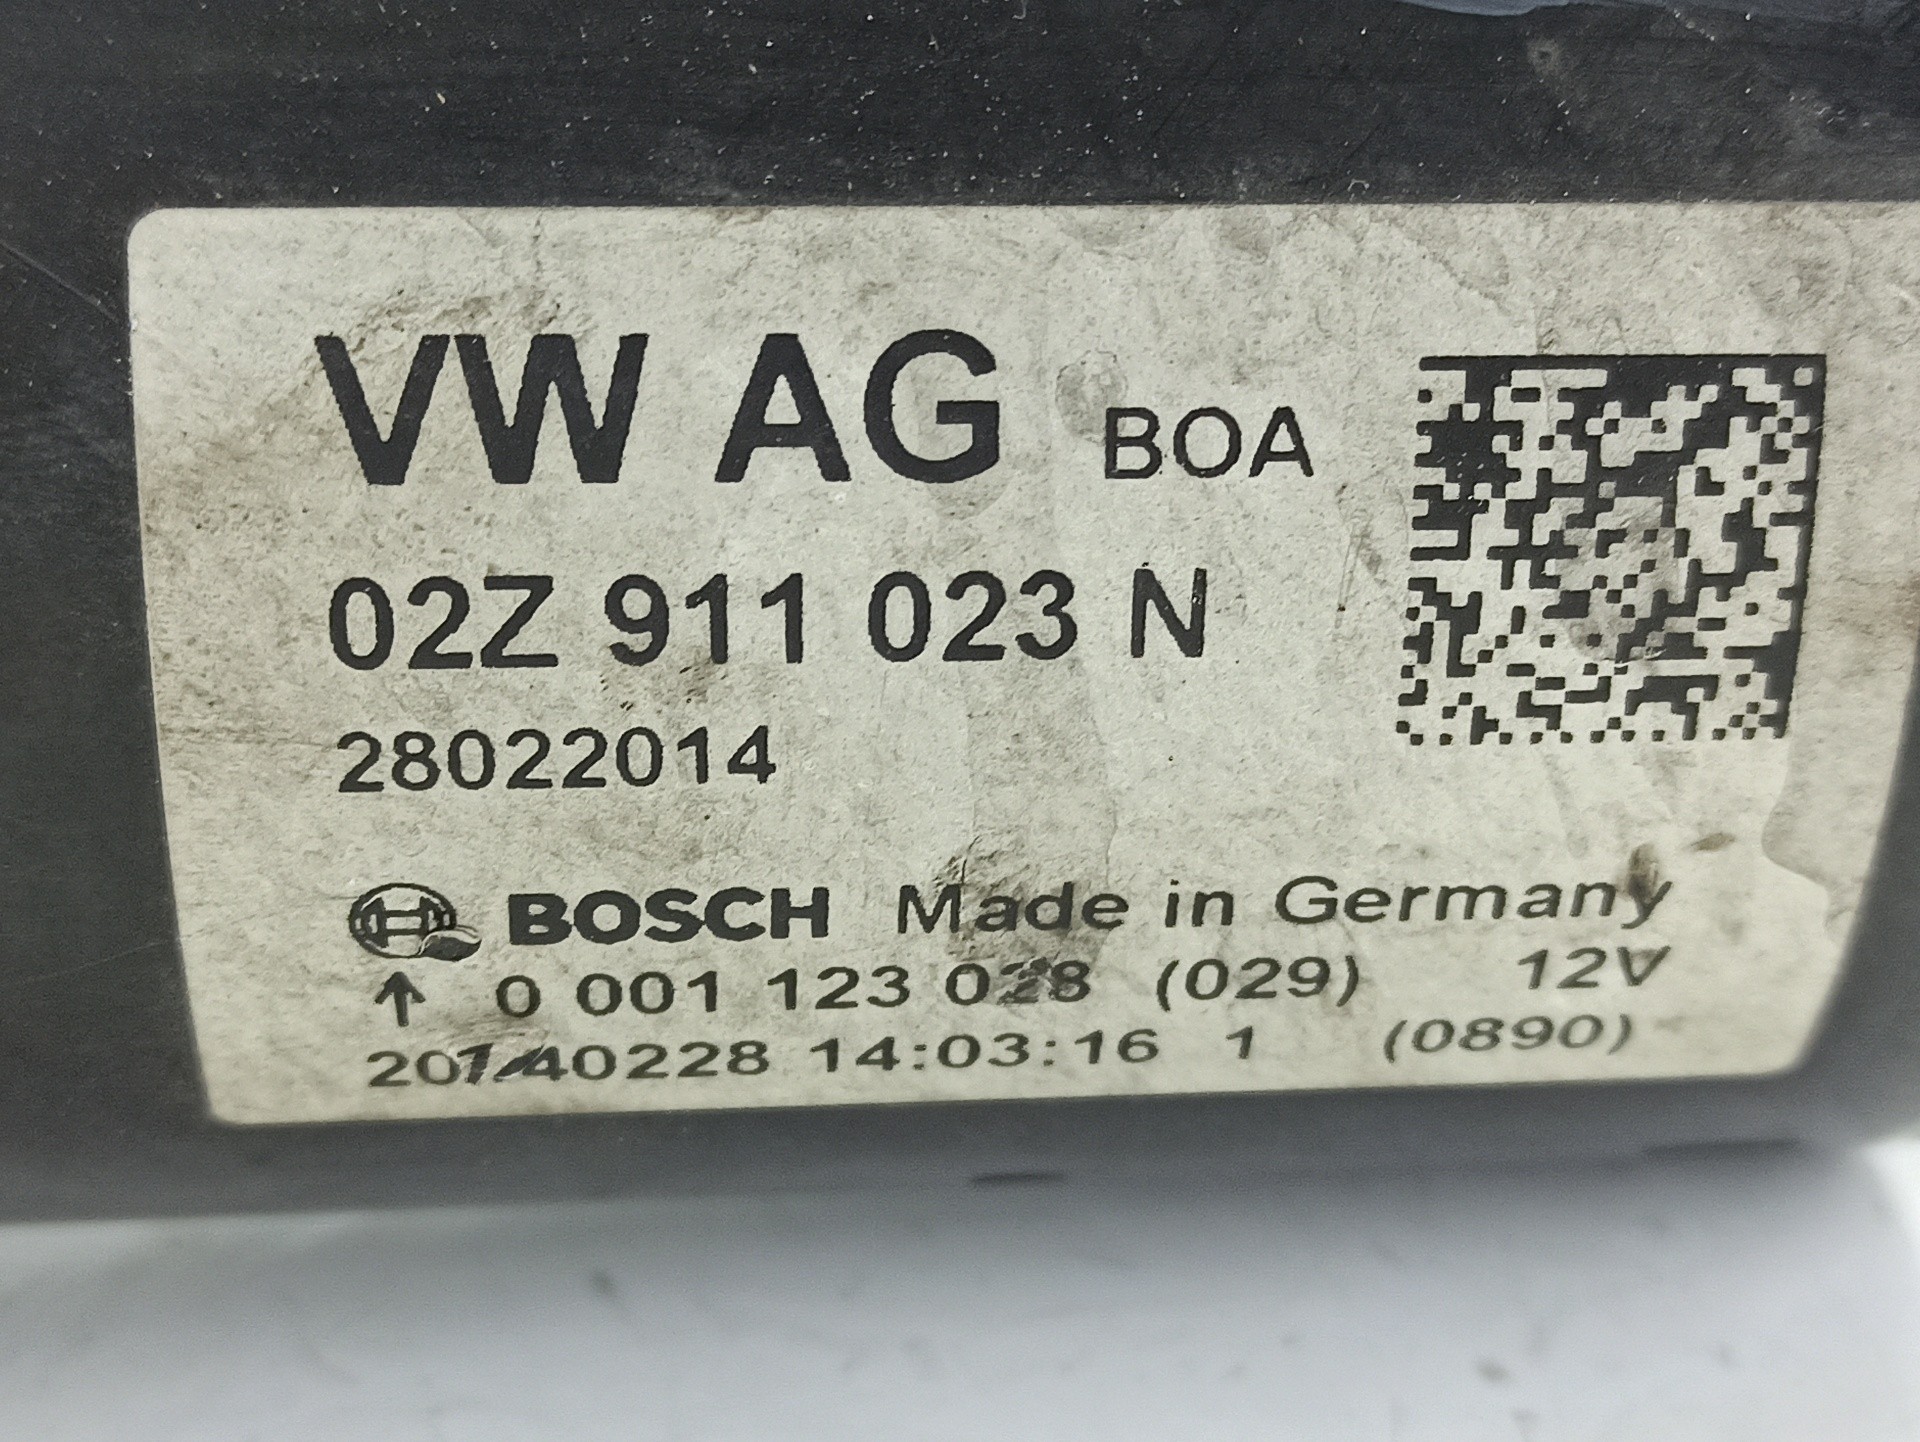 VW AG BOA
02Z 911 023 N
28022014
BOSCH Made in Germany
↑ 0 001 123 028 (029) 12V
20140228 14:03:16 1 (0890)